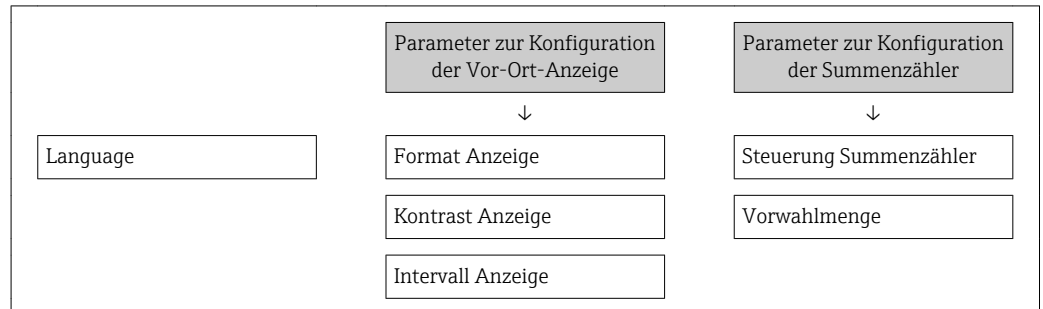 Parameter zur Konfiguration
der Vor-Ort-Anzeige
Parameter zur Konfiguration
der Summenzähler
↓
↓
Language
Format Anzeige
Steuerung Summenzähler
Kontrast Anzeige
Vorwahlmenge
Intervall Anzeige